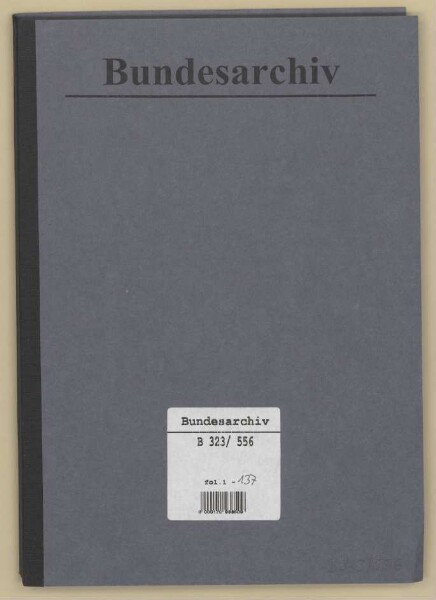 Bundesarchiv
Bundesarchiv
B 323/ 556
fol.1 - 137